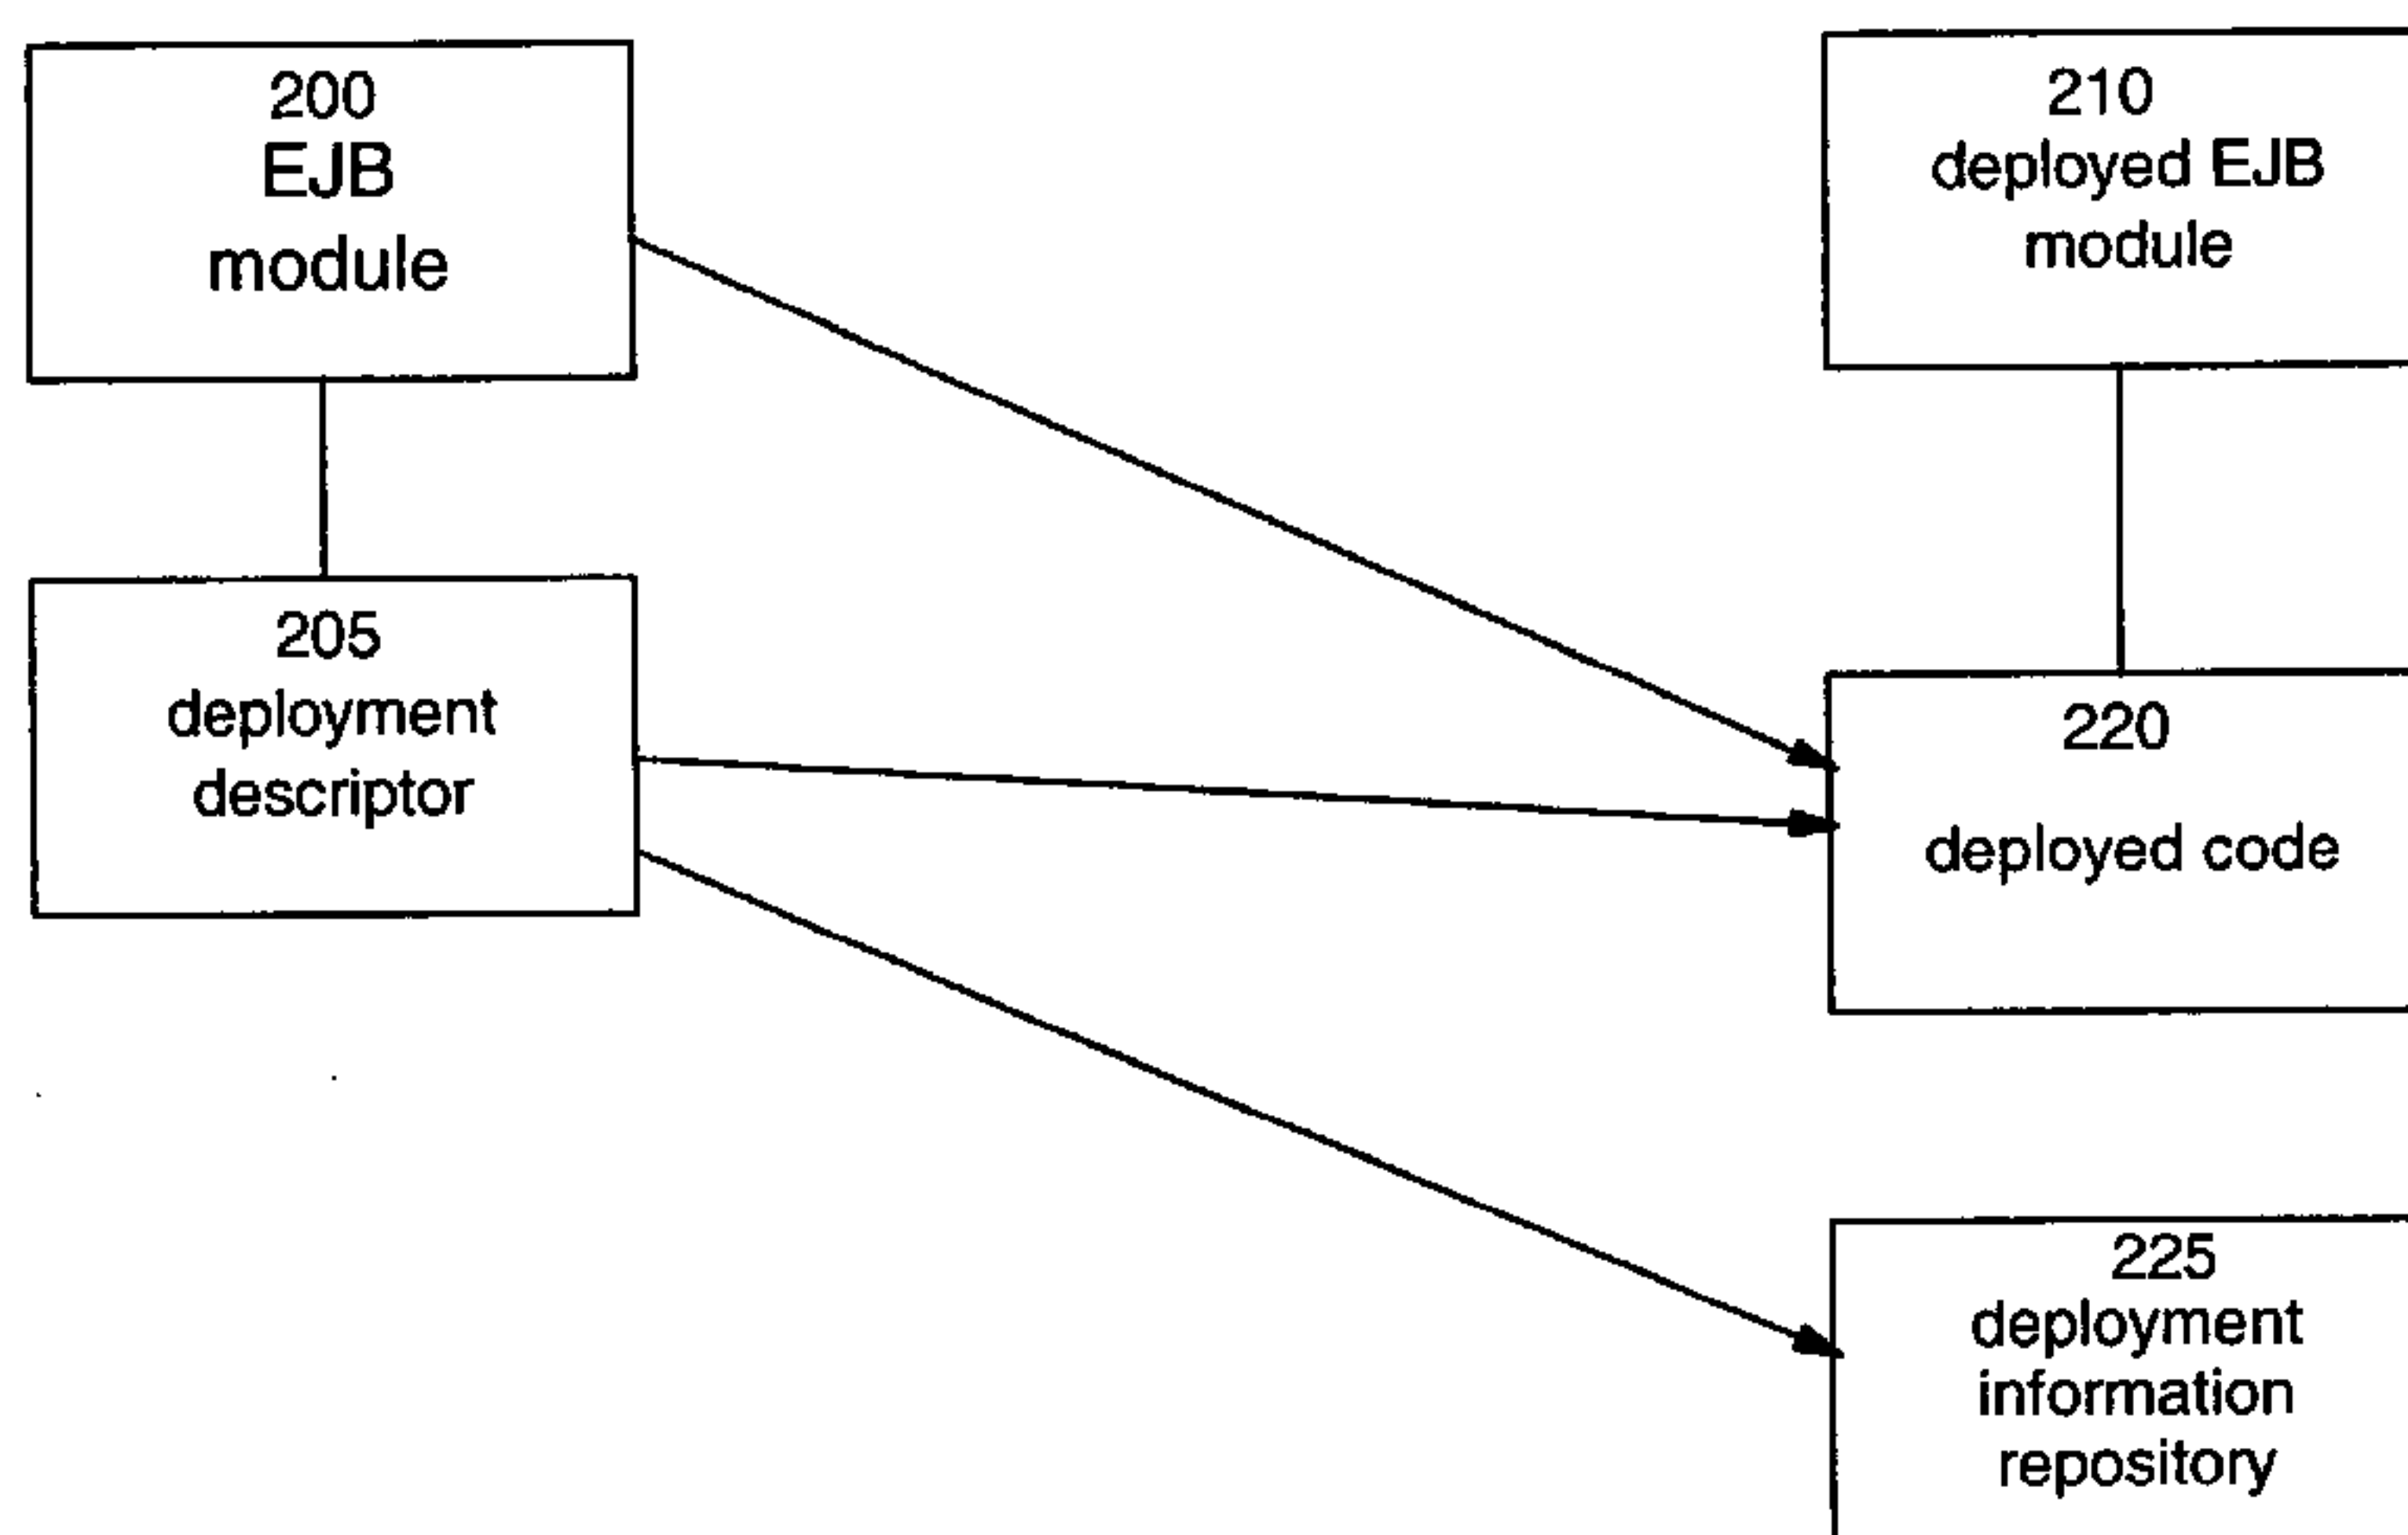 200
EJB
module
210
deployed EJB
module
205
deployment
descriptor
220
deployed code
225
deployment
information
repository